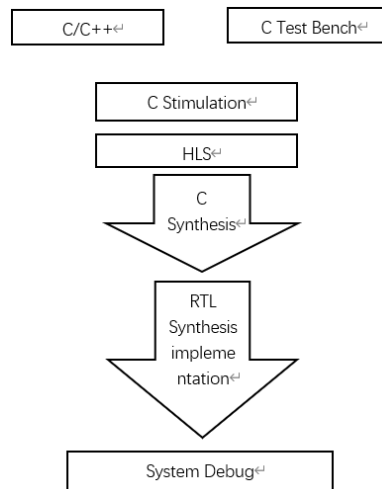 C/C++↵
C Test Bench↵
C Stimulation↵
HLS↵
C
Synthesis↵
RTL
Synthesis
impleme
ntation↵
System Debug↵